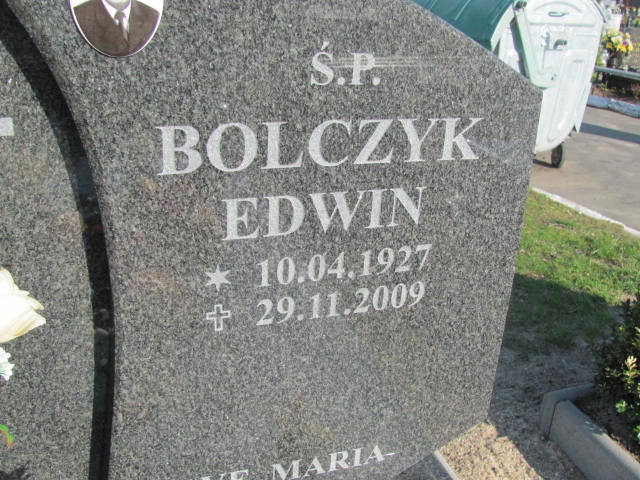 Ś.P.
BOLCZYK
EDWIN
* 10.04.1927
✝ 29.11.2009
MARIA